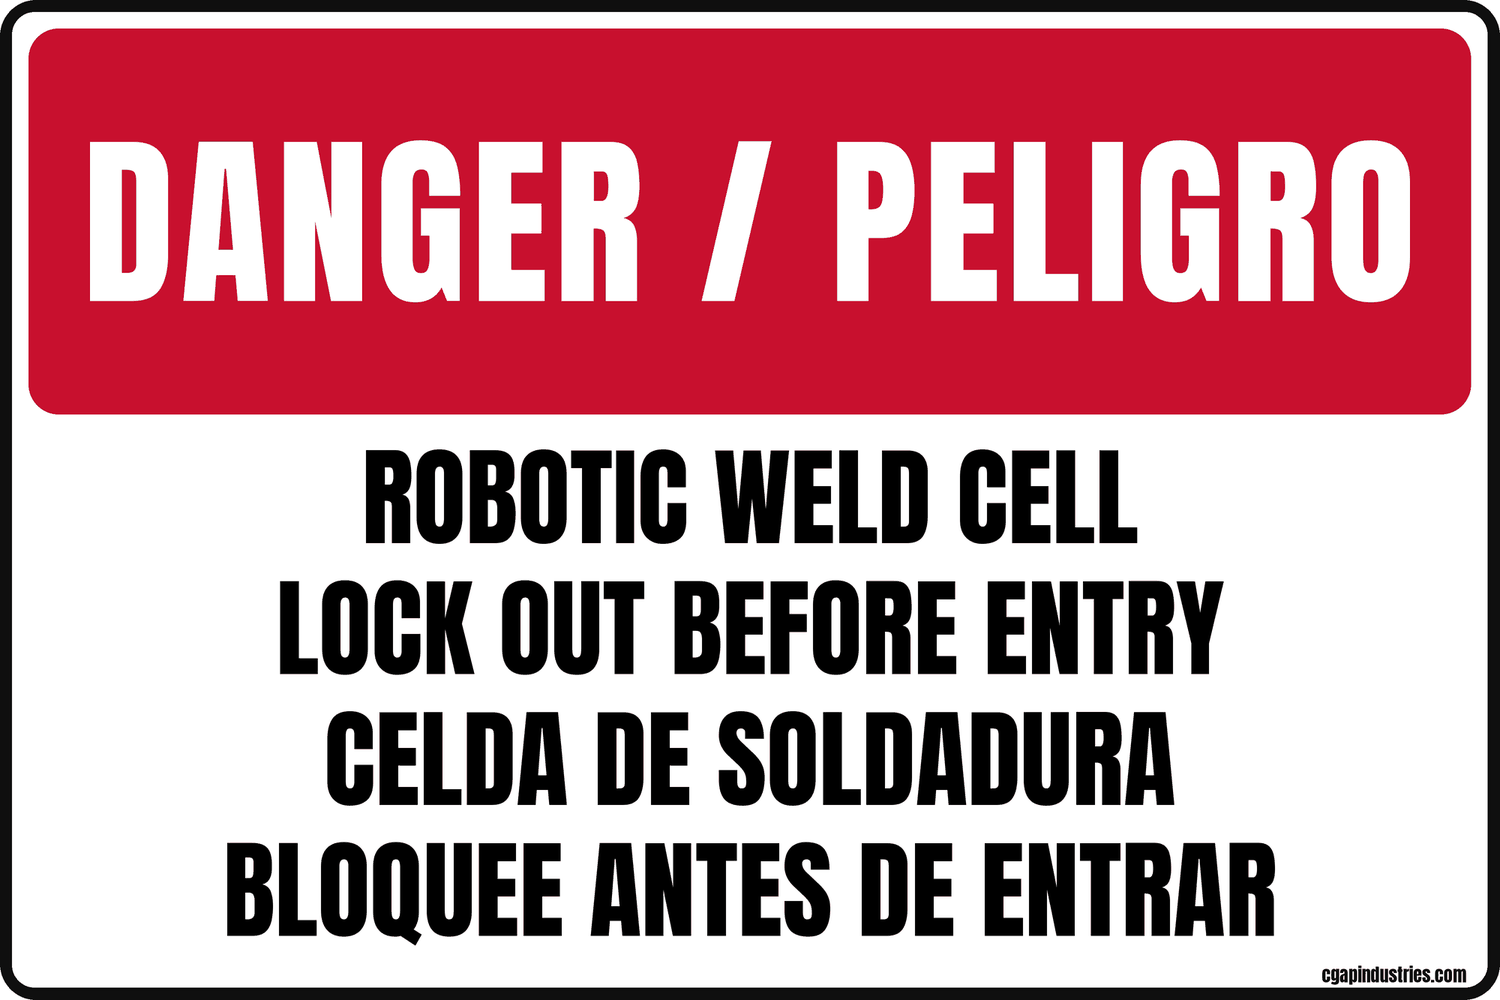 DANGER / PELIGRO
ROBOTIC WELD CELL
LOCK OUT BEFORE ENTRY
CELDA DE SOLDADURA
BLOQUEE ANTES DE ENTRAR
cgapindustries.com